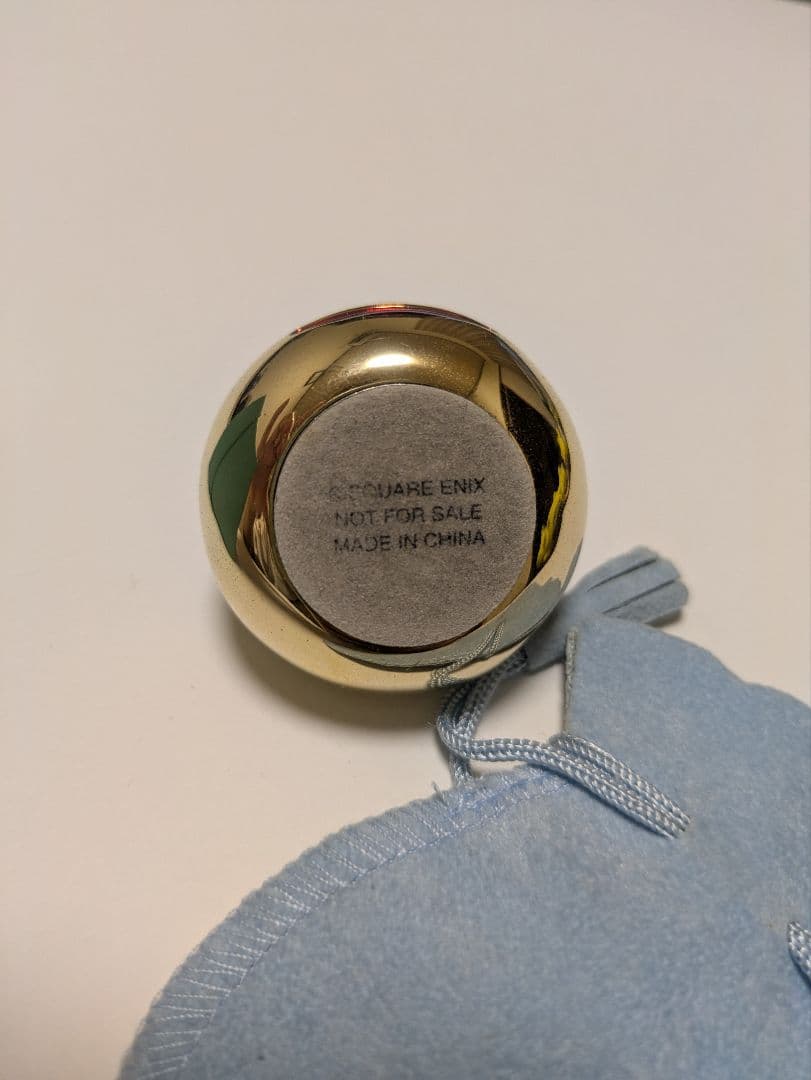 © SQUARE ENIX
NOT FOR SALE
MADE IN CHINA